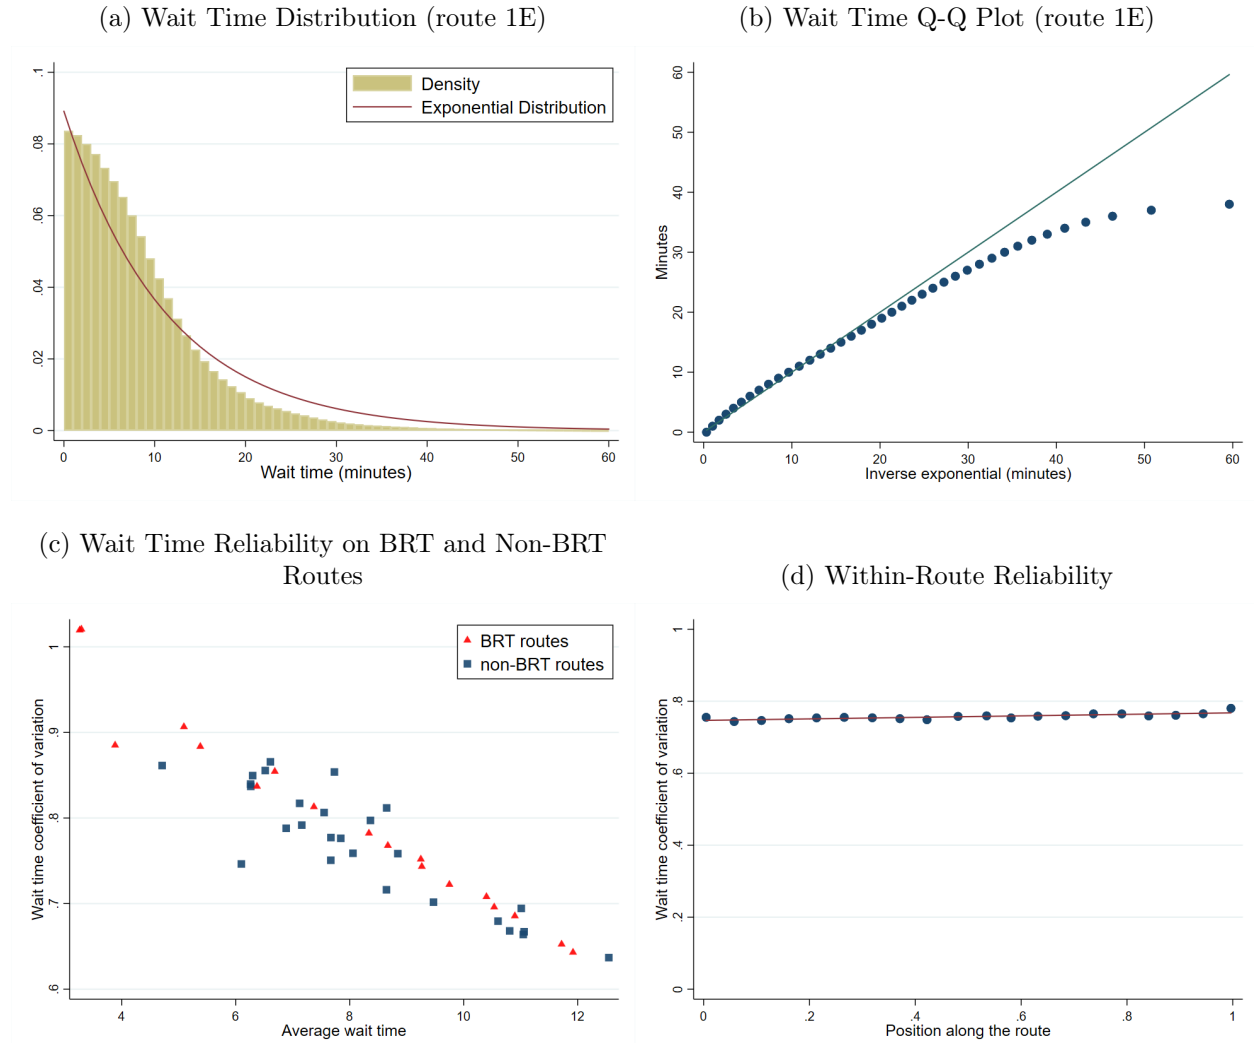 (a) Wait Time Distribution (route 1E)
.1
.08
.06
.04
.02
0
Density
Exponential Distribution
0 10 20 30 40 50 60
Wait time (minutes)
(b) Wait Time Q-Q Plot (route 1E)
Minutes
60
50
40
30
20
10
0
0 10 20 30 40 50 60
Inverse exponential (minutes)
(c) Wait Time Reliability on BRT and Non-BRT
Routes
Wait time coefficient of variation
1
.9
.8
.7
.6
BRT routes
non-BRT routes
4 6 8 10 12
Average wait time
(d) Within-Route Reliability
Wait time coefficient of variation
1
.8
.6
.4
.2
0
0 .2 .4 .6 .8 1
Position along the route